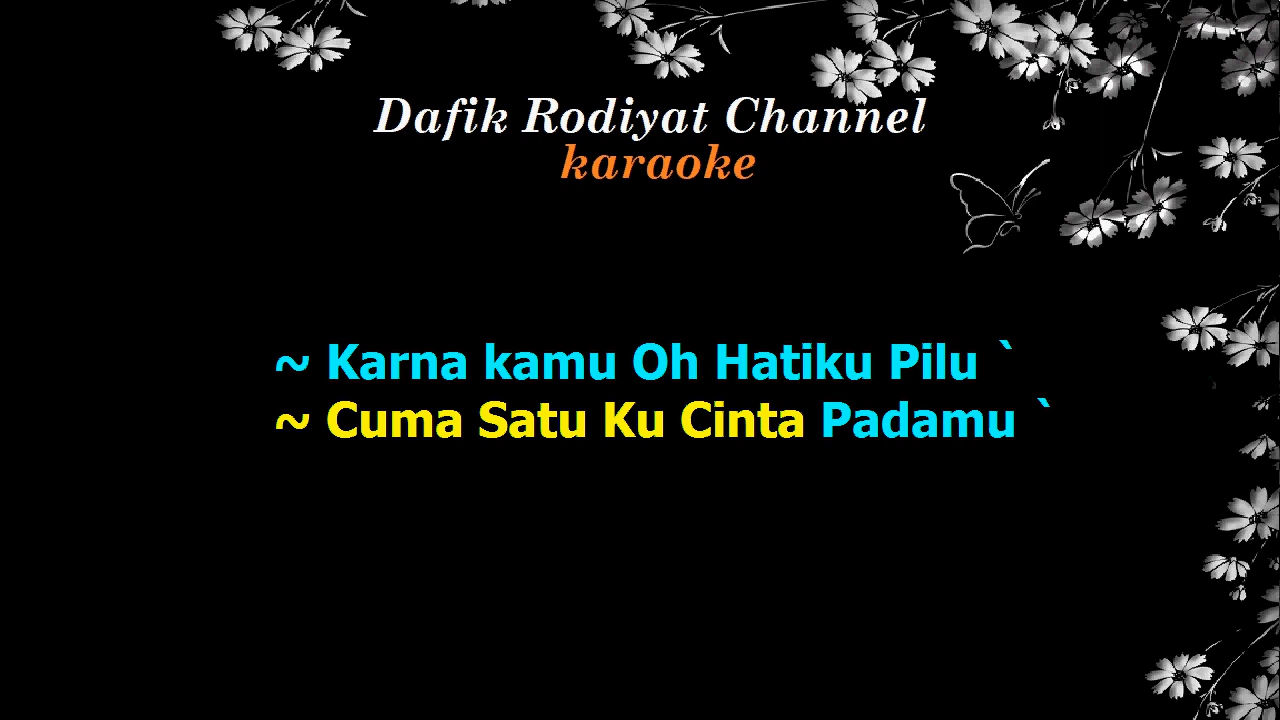 Dafik Rodiyat Channel
karaoke
~ Karna kamu Oh Hatiku Pilu `
~ Cuma Satu Ku Cinta Padamu `